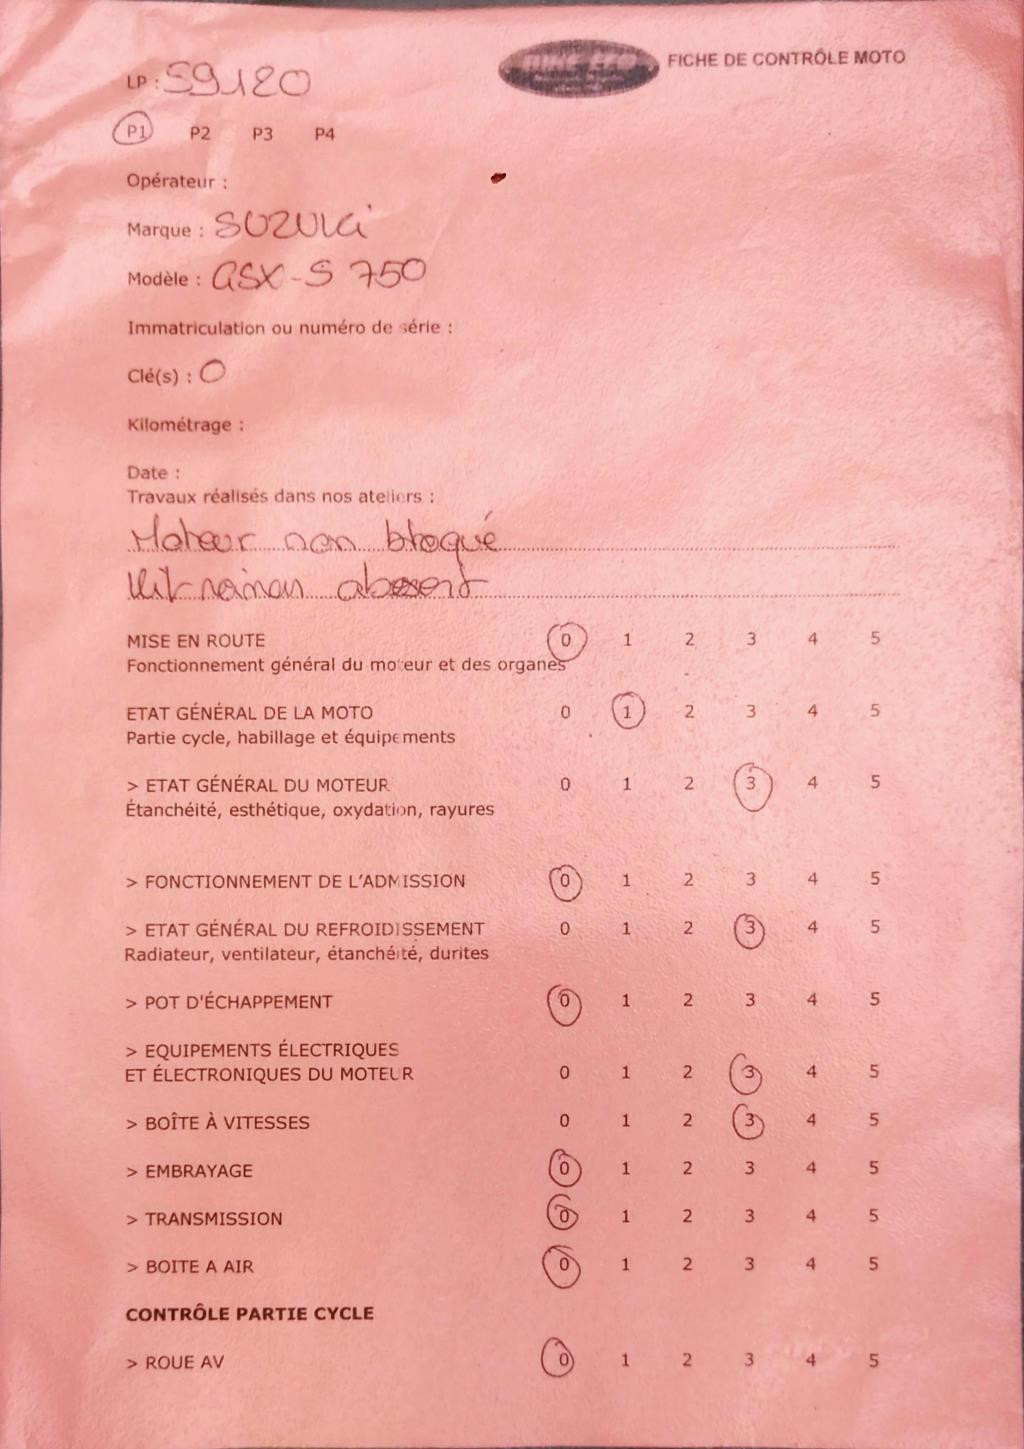 LP : 59120
FICHE DE CONTRÔLE MOTO
P1 P2 P3 P4
Opérateur :
Marque : SUZUKi
Modèle : GSX-S 750
Immatriculation ou numéro de série :
Clé(s) : 0
Kilométrage :
Date :
Travaux réalisés dans nos ateliers :
Moteur non bloqué
Kit absent
MISE EN ROUTE 0 1 2 3 4 5
Fonctionnement général du moteur et des organes
ETAT GÉNÉRAL DE LA MOTO 0 1 2 3 4 5
Partie cycle, habillage et équipements
> ETAT GÉNÉRAL DU MOTEUR 0 1 2 3 4 5
Étanchéité, esthétique, oxydation, rayures
> FONCTIONNEMENT DE L'ADMISSION 0 1 2 3 4 5
> ETAT GÉNÉRAL DU REFROIDISSEMENT 0 1 2 3 4 5
Radiateur, ventilateur, étanchéité, durites
> POT D'ÉCHAPPEMENT 0 1 2 3 4 5
> EQUIPEMENTS ÉLECTRIQUES
ET ÉLECTRONIQUES DU MOTEUR 0 1 2 3 4 5
> BOÎTE À VITESSES 0 1 2 3 4 5
> EMBRAYAGE 0 1 2 3 4 5
> TRANSMISSION 0 1 2 3 4 5
> BOITE A AIR 0 1 2 3 4 5
CONTRÔLE PARTIE CYCLE
> ROUE AV 0 1 2 3 4 5